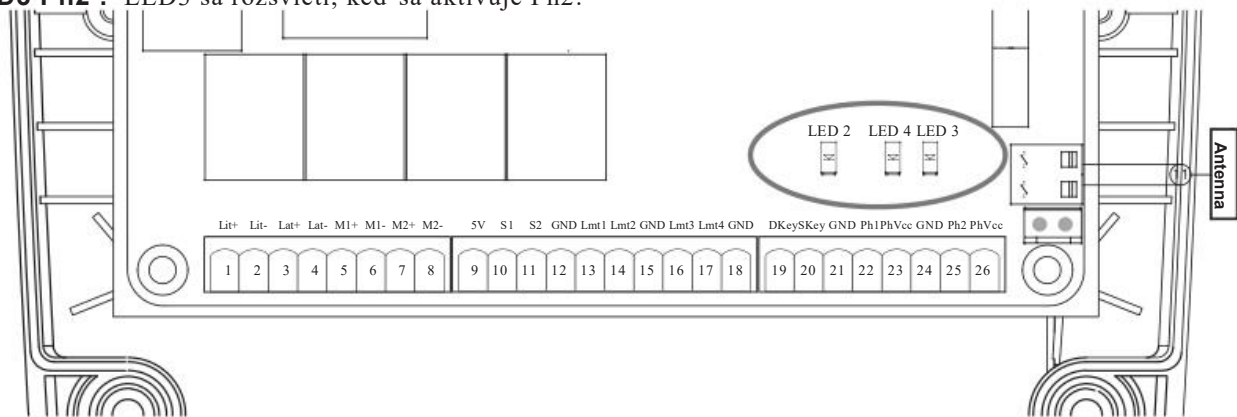 LED3 sa rozsvieti, keď sa aktivuje Ph2.
LED 2 LED 4 LED 3
Antenna
11
Lit+ Lit- Lat+ Lat- M1+ M1- M2+ M2- 5V S1 S2 GND Lmt1 Lmt2 GND Lmt3 Lmt4 GND DKey SKey GND Ph1 PhVcc GND Ph2 PhVcc
1 2 3 4 5 6 7 8 9 10 11 12 13 14 15 16 17 18 19 20 21 22 23 24 25 26